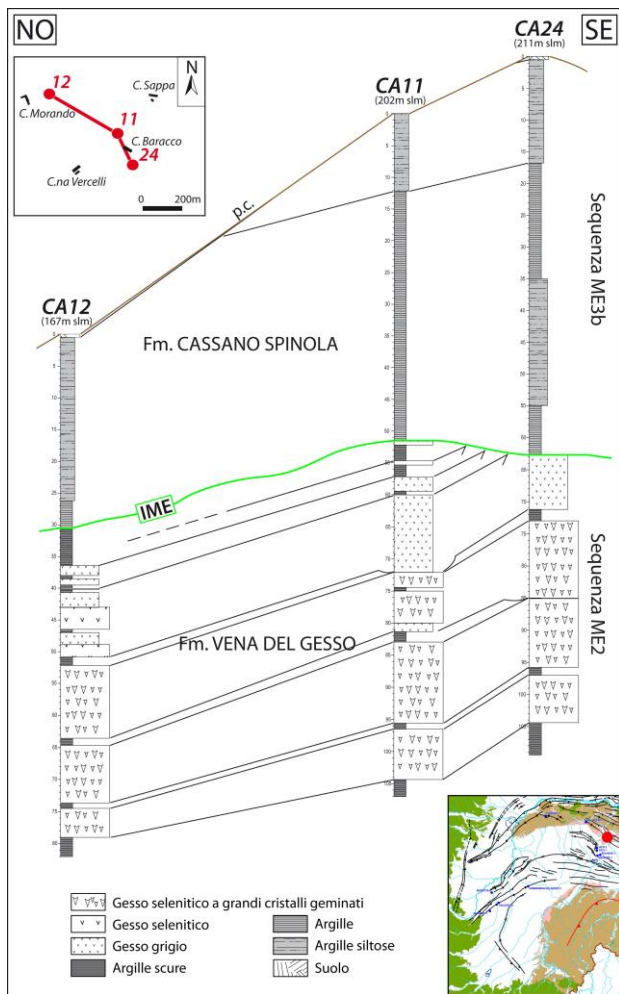 NO
SE
CA24
(211m slm)
CA11
(202m slm)
12
C. Sappa
N
C. Morando
11
C. Baracco
24
C.na Vercelli
0
200m
p.c.
CA12
(167m slm)
Fm. CASSANO SPINOLA
Sequenza ME3b
IME
Fm. VENA DEL GESSO
Sequenza ME2
Gesso selenitico a grandi cristalli geminati
Gesso selenitico
Argille
Gesso grigio
Argille siltose
Argille scure
Suolo